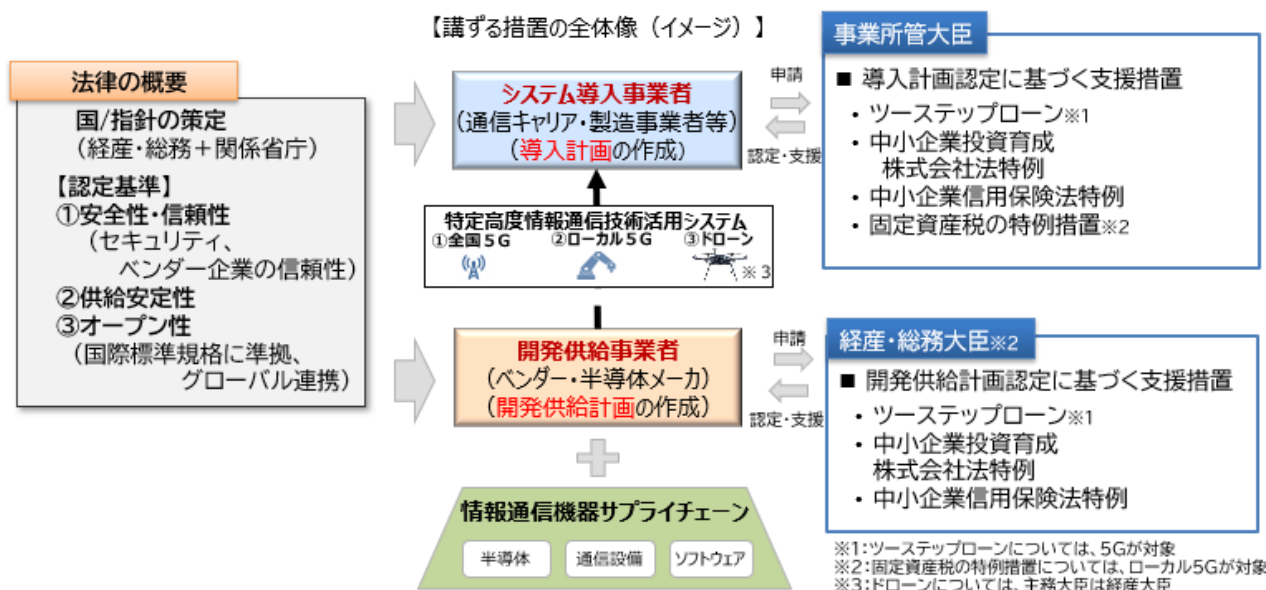 【講ずる措置の全体像（イメージ）】
法律の概要
国/指針の策定
（経産・総務＋関係省庁）
【認定基準】
①安全性・信頼性
（セキュリティ、
ベンダー企業の信頼性）
②供給安定性
③オープン性
（国際標準規格に準拠、
グローバル連携）
システム導入事業者
（通信キャリア・製造事業者等）
（導入計画の作成）
申請
認定・支援
事業所管大臣
■ 導入計画認定に基づく支援措置
・ツーステップローン※1
・中小企業投資育成
株式会社法特例
・中小企業信用保険法特例
・固定資産税の特例措置※2
特定高度情報通信技術活用システム
①全国５G ②ローカル５G ③ドローン
※３
開発供給事業者
（ベンダー・半導体メーカ）
（開発供給計画の作成）
申請
認定・支援
経産・総務大臣※2
■ 開発供給計画認定に基づく支援措置
・ツーステップローン※1
・中小企業投資育成
株式会社法特例
・中小企業信用保険法特例
情報通信機器サプライチェーン
半導体 通信設備 ソフトウェア
※1：ツーステップローンについては、5Gが対象
※2：固定資産税の特例措置については、ローカル5Gが対象
※3：ドローンについては、主務大臣は経産大臣